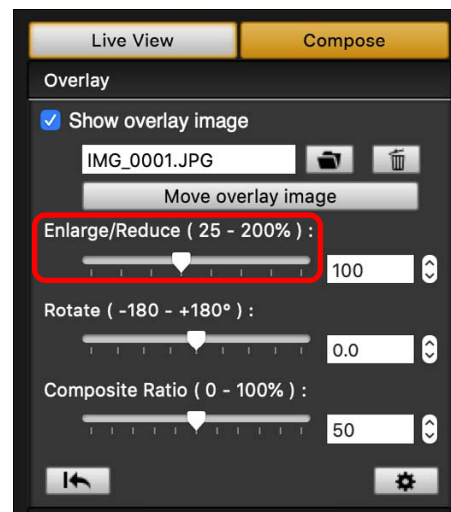 Live View Compose
Overlay
Show overlay image
IMG_0001.JPG
Move overlay image
Enlarge/Reduce ( 25 - 200% ) :
100
Rotate ( -180 - +180° ) :
0.0
Composite Ratio ( 0 - 100% ) :
50